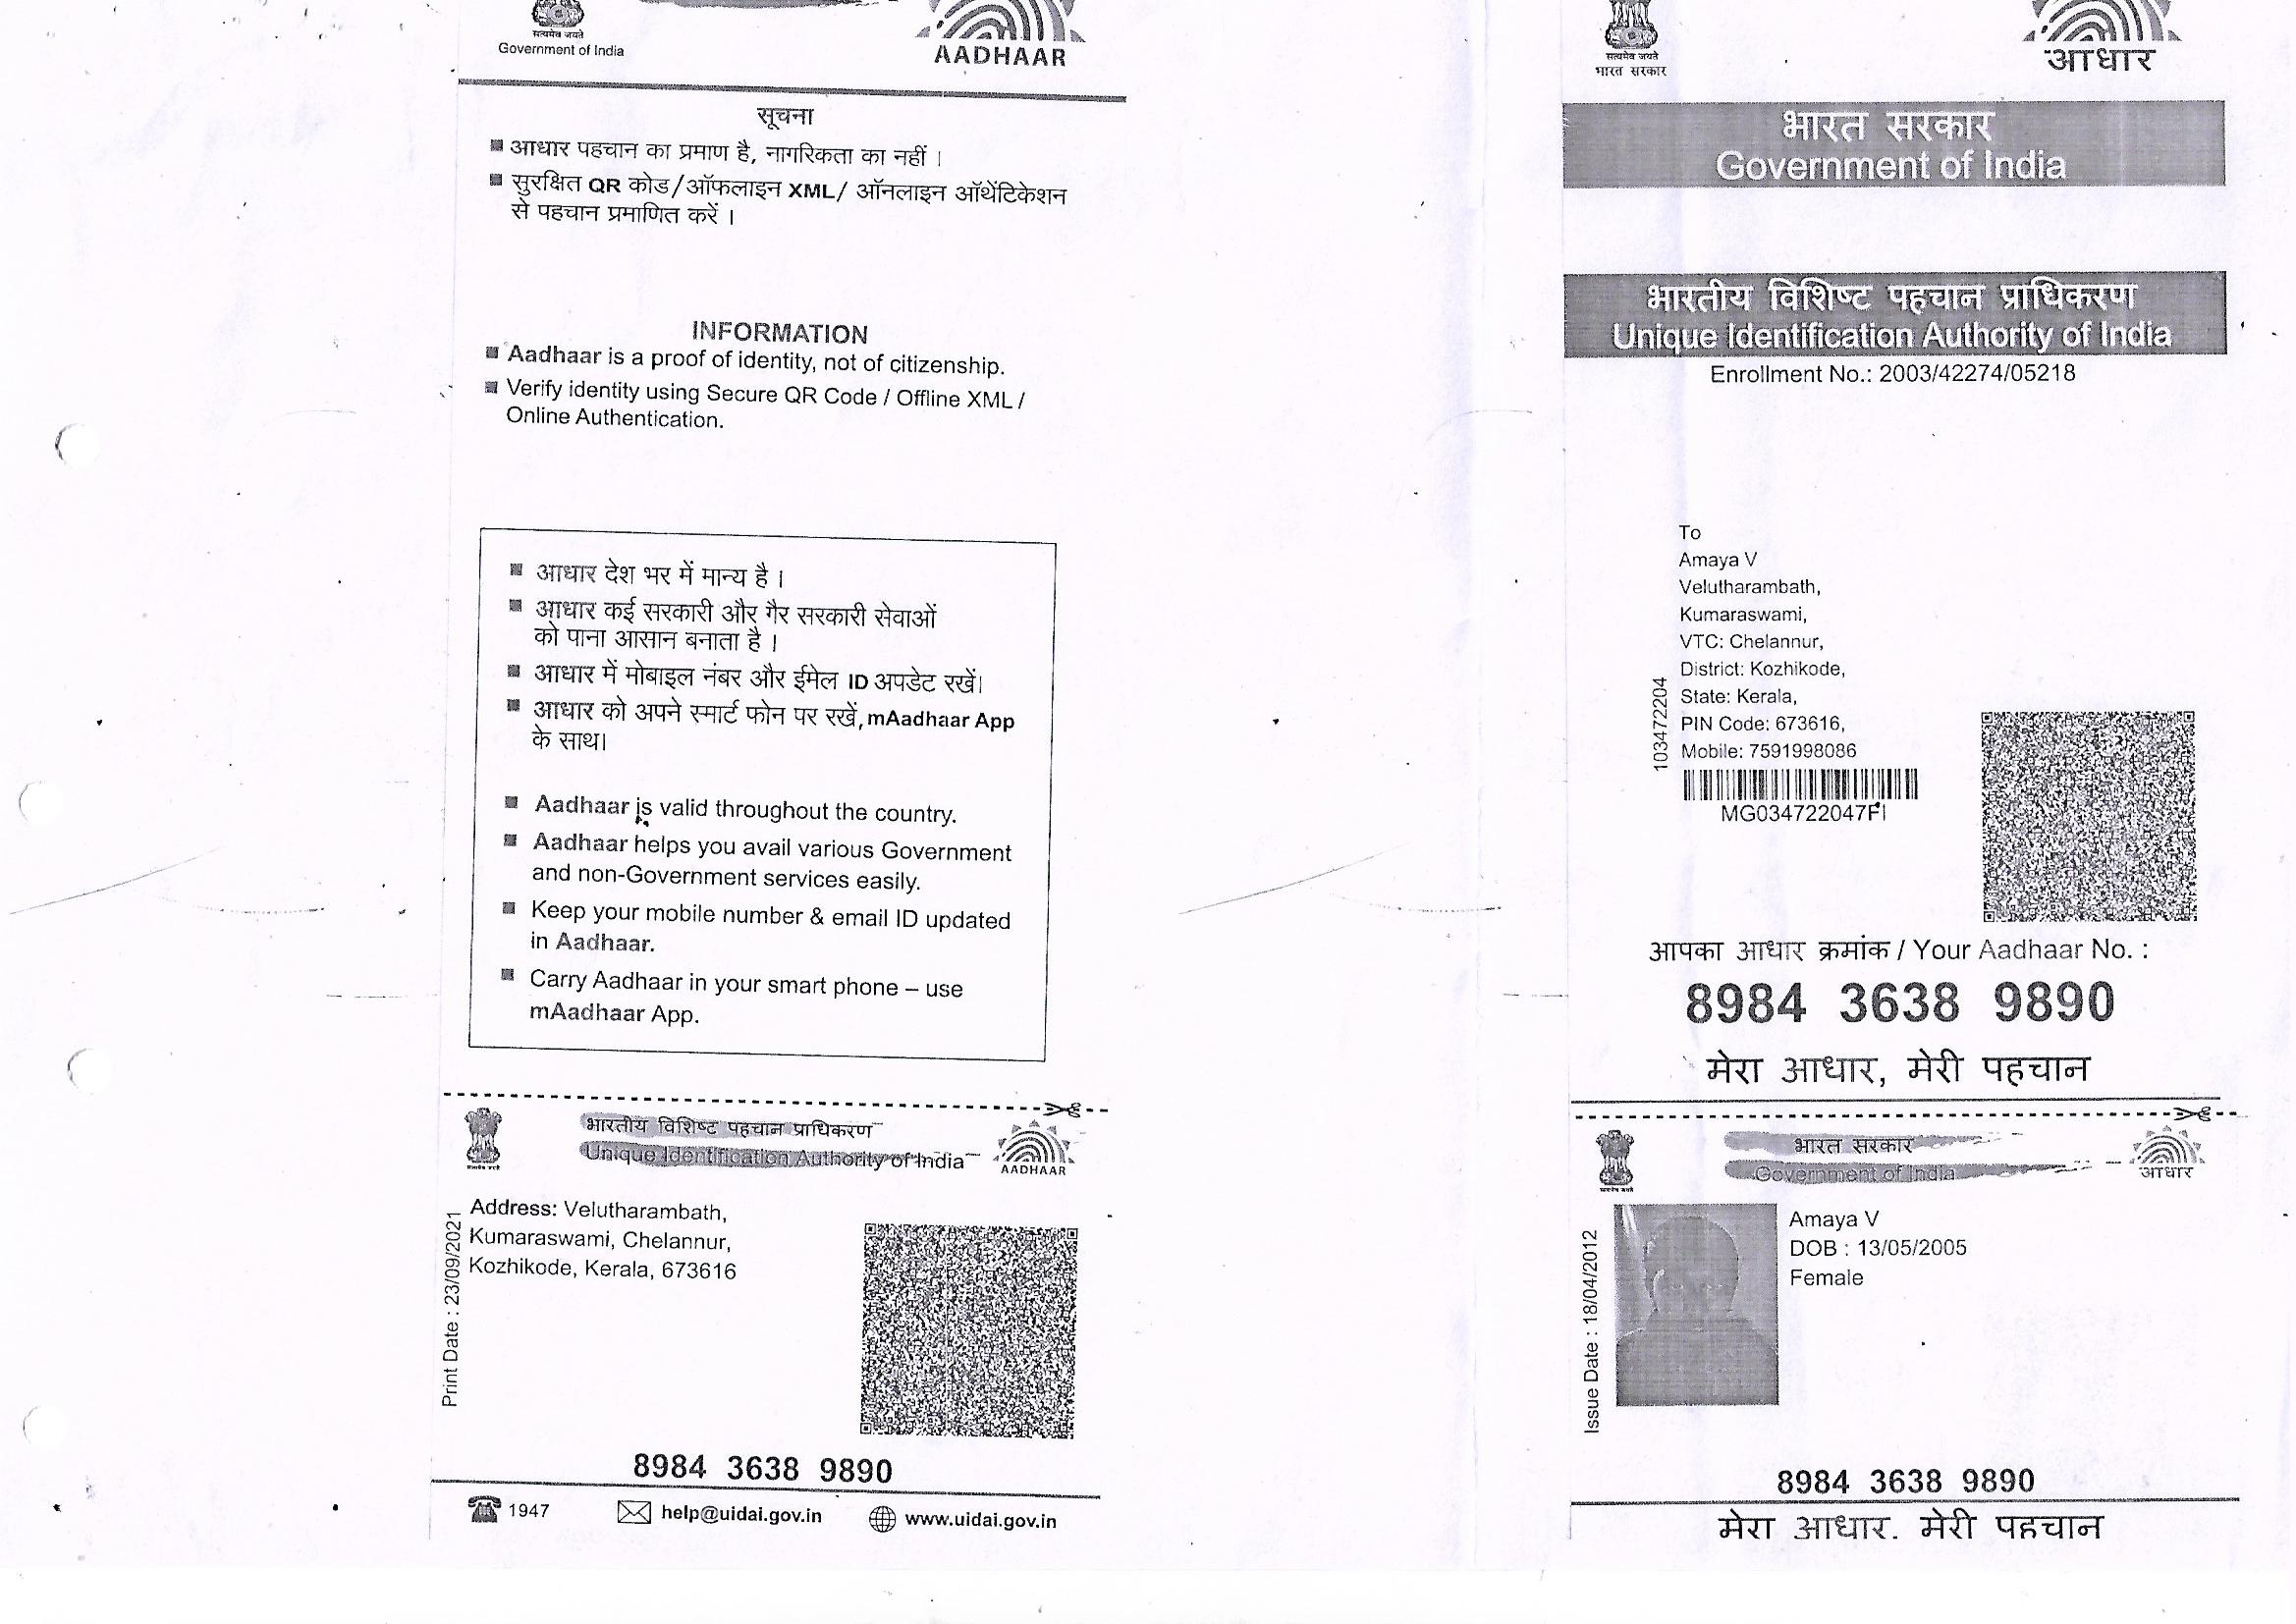 सत्यमेव जयते
Government of India
AADHAAR
सूचना
■ आधार पहचान का प्रमाण है, नागरिकता का नहीं ।
■ सुरक्षित QR कोड/ऑफलाइन XML/ ऑनलाइन ऑथेंटिकेशन
से पहचान प्रमाणित करें ।
INFORMATION
■ Aadhaar is a proof of identity, not of citizenship.
■ Verify identity using Secure QR Code / Offline XML /
Online Authentication.
■ आधार देश भर में मान्य है ।
■ आधार कई सरकारी और गैर सरकारी सेवाओं
को पाना आसान बनाता है ।
■ आधार में मोबाइल नंबर और ईमेल ID अपडेट रखें।
■ आधार को अपने स्मार्ट फोन पर रखें, mAadhaar App
के साथ।
■ Aadhaar is valid throughout the country.
■ Aadhaar helps you avail various Government
and non-Government services easily.
■ Keep your mobile number & email ID updated
in Aadhaar.
■ Carry Aadhaar in your smart phone – use
mAadhaar App.
भारतीय विशिष्ट पहचान प्राधिकरण
Unique Identification Authority of India
AADHAAR
सत्यमेव जयते
Print Date : 23/09/2021
Address: Velutharambath,
Kumaraswami, Chelannur,
Kozhikode, Kerala, 673616
8984 3638 9890
1947
help@uidai.gov.in
www.uidai.gov.in
सत्यमेव जयते
भारत सरकार
आधार
भारत सरकार
Government of India
भारतीय विशिष्ट पहचान प्राधिकरण
Unique Identification Authority of India
Enrollment No.: 2003/42274/05218
To
Amaya V
Velutharambath,
Kumaraswami,
VTC: Chelannur,
District: Kozhikode,
State: Kerala,
PIN Code: 673616,
Mobile: 7591998086
103472204
MG034722047FI
आपका आधार क्रमांक / Your Aadhaar No. :
8984 3638 9890
मेरा आधार, मेरी पहचान
भारत सरकार
Government of India
आधार
सत्यमेव जयते
Issue Date : 18/04/2012
Amaya V
DOB : 13/05/2005
Female
8984 3638 9890
मेरा आधार. मेरी पहचान